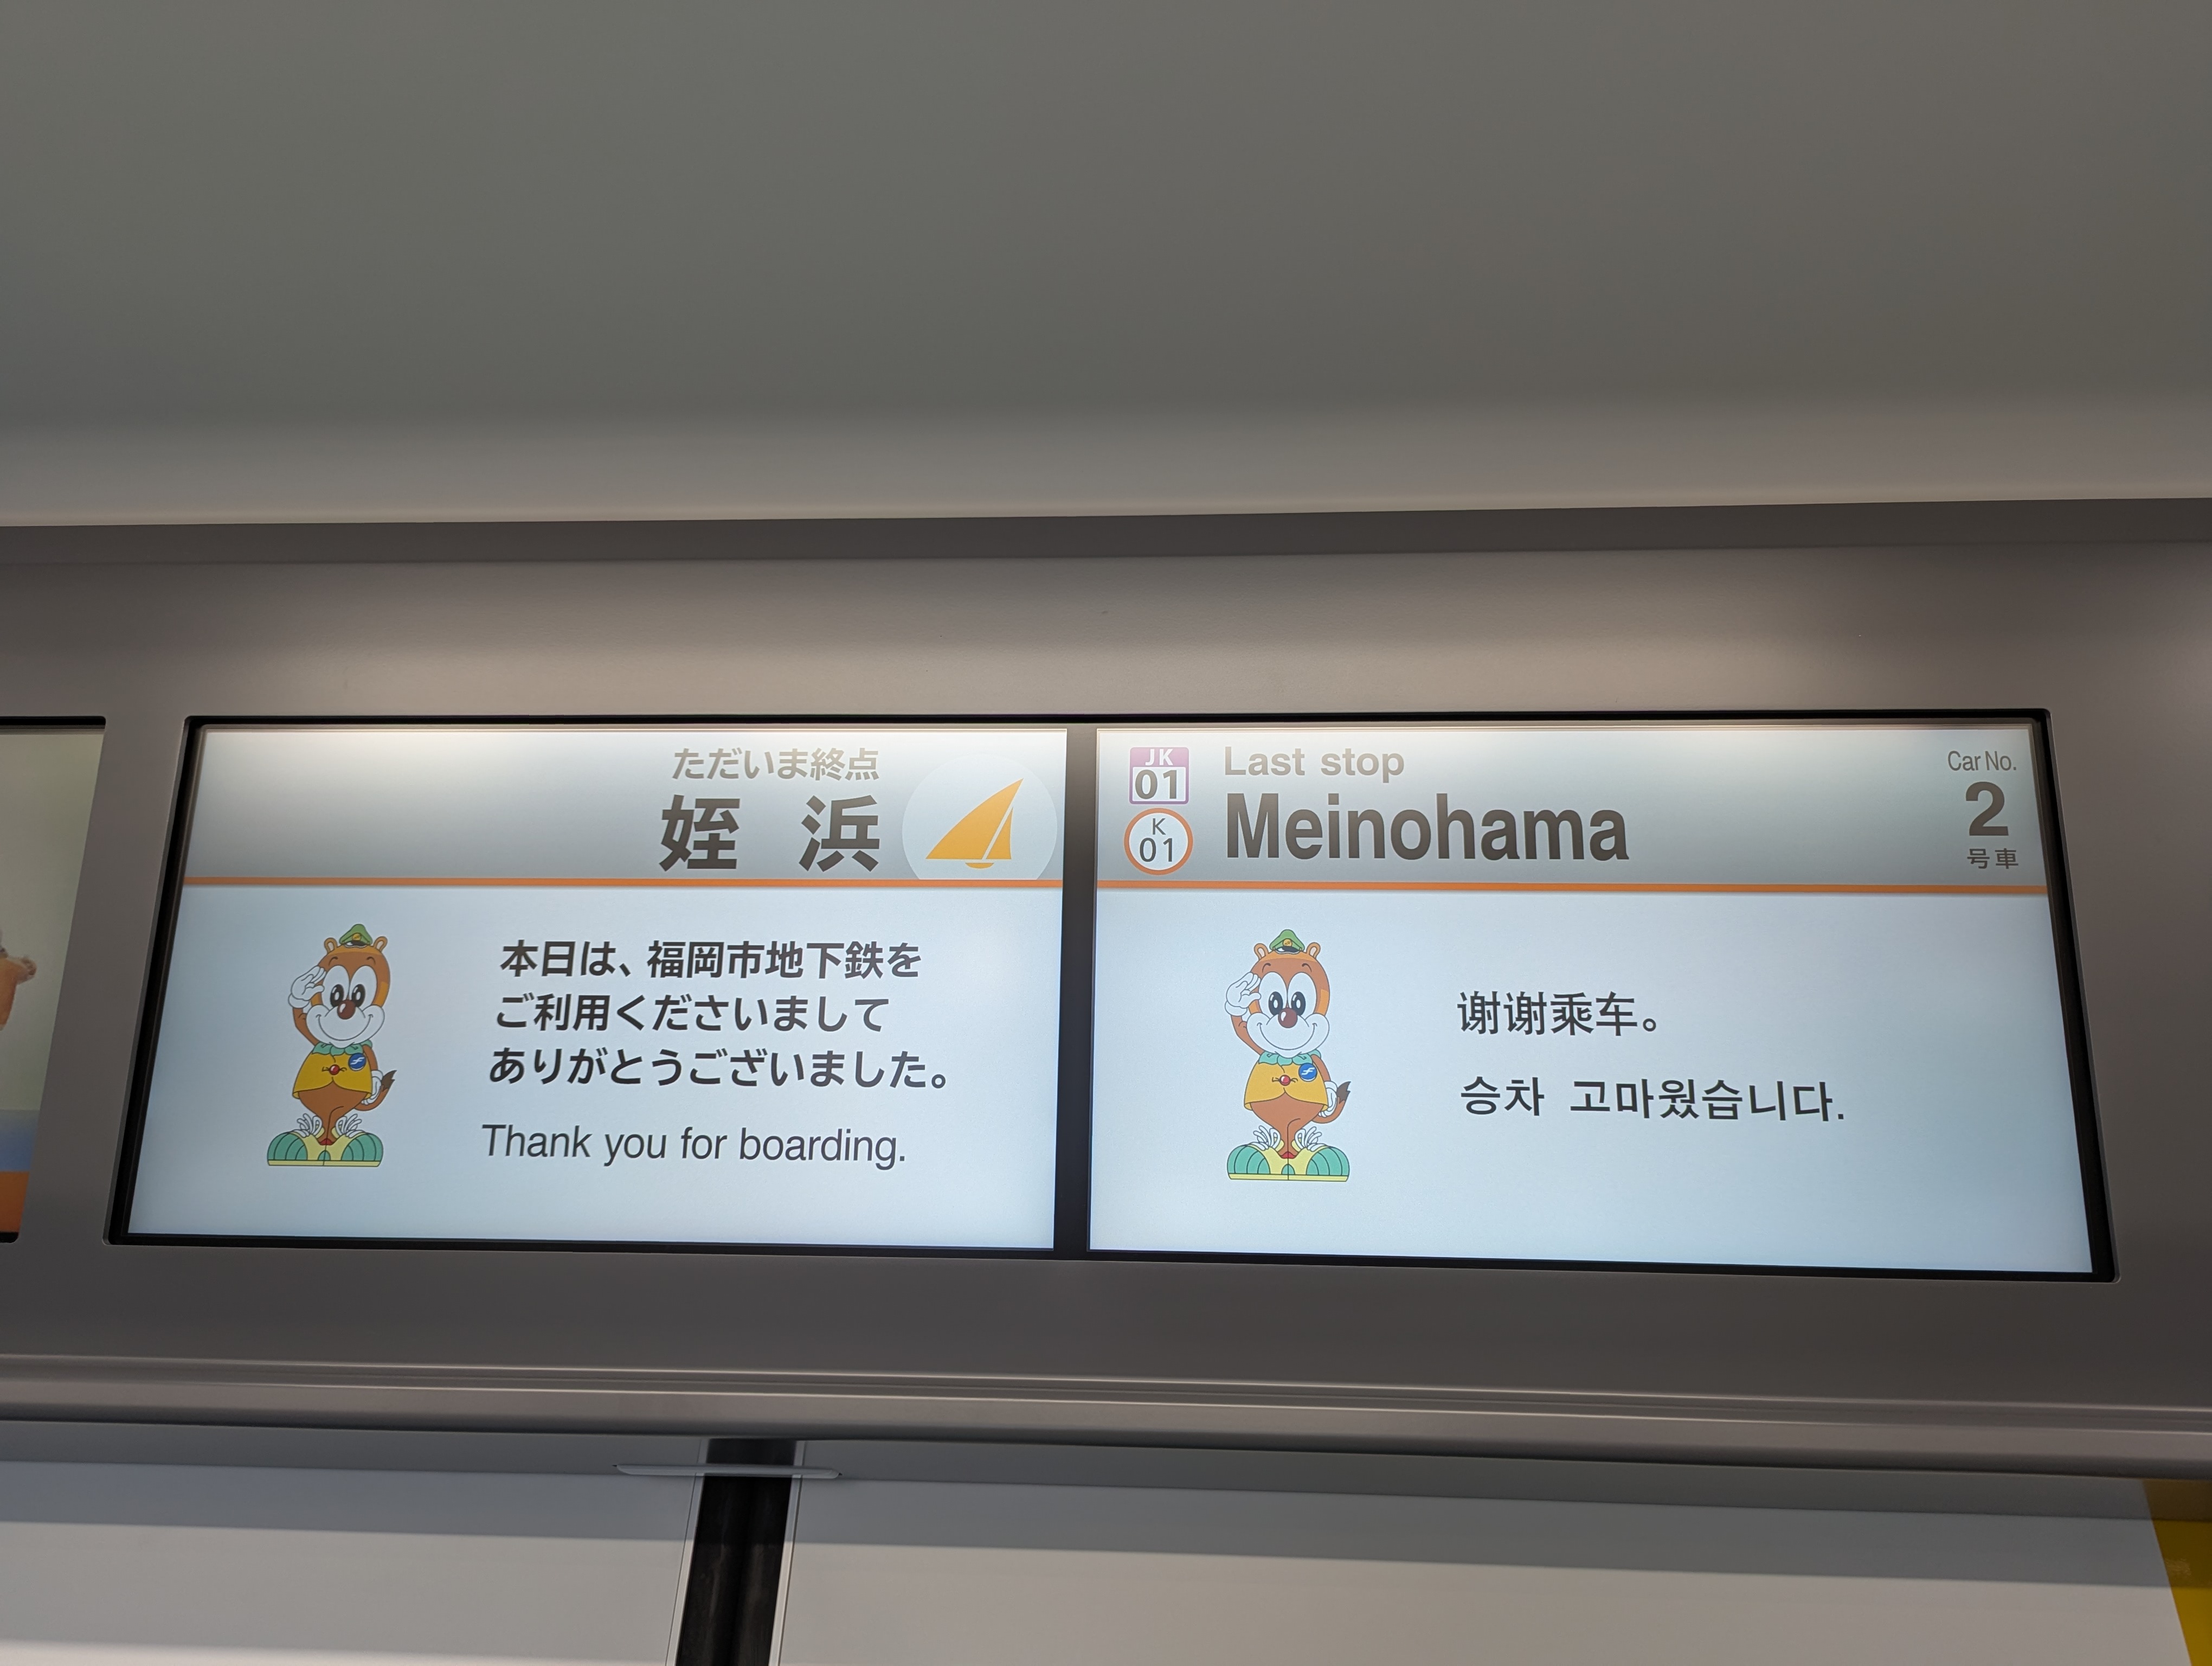 ただいま終点
姪浜
本日は、福岡市地下鉄を
ご利用くださいまして
ありがとうございました。
Thank you for boarding.
JK
01
K
01
Last stop
Meinohama
Car No.
2
号車
谢谢乘车。
승차 고마웠습니다.